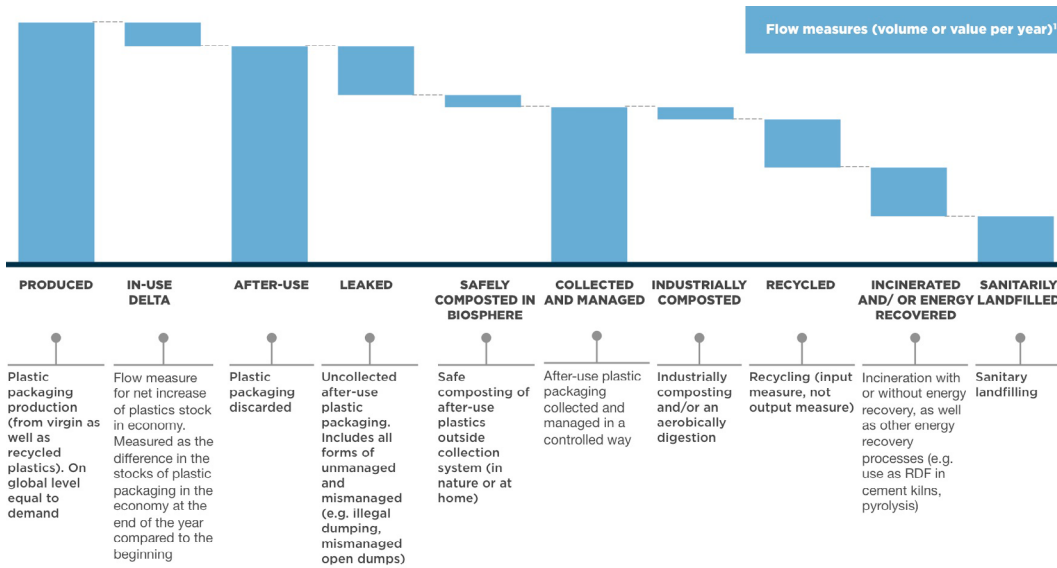 Flow measures (volume or value per year)¹
PRODUCED
IN-USE
DELTA
AFTER-USE
LEAKED
SAFELY
COMPOSTED IN
BIOSPHERE
COLLECTED
AND MANAGED
INDUSTRIALLY
COMPOSTED
RECYCLED
INCINERATED
AND/ OR ENERGY
RECOVERED
SANITARILY
LANDFILLED
Plastic
packaging
production
(from virgin as
well as
recycled
plastics). On
global level
equal to
demand
Flow measure
for net increase
of plastics stock
in economy.
Measured as the
difference in the
stocks of plastic
packaging in the
economy at the
end of the year
compared to the
beginning
Plastic
packaging
discarded
Uncollected
after-use
plastic
packaging.
Includes all
forms of
unmanaged
and
mismanaged
(e.g. illegal
dumping,
mismanaged
open dumps)
Safe
composting of
after-use
plastics
outside
collection
system (in
nature or at
home)
After-use plastic
packaging
collected and
managed in a
controlled way
Industrially
composting
and/or an
aerobically
digestion
Recycling (input
measure, not
output measure)
Incineration with
or without energy
recovery, as well
as other energy
recovery
processes (e.g.
use as RDF in
cement kilns,
pyrolysis)
Sanitary
landfilling